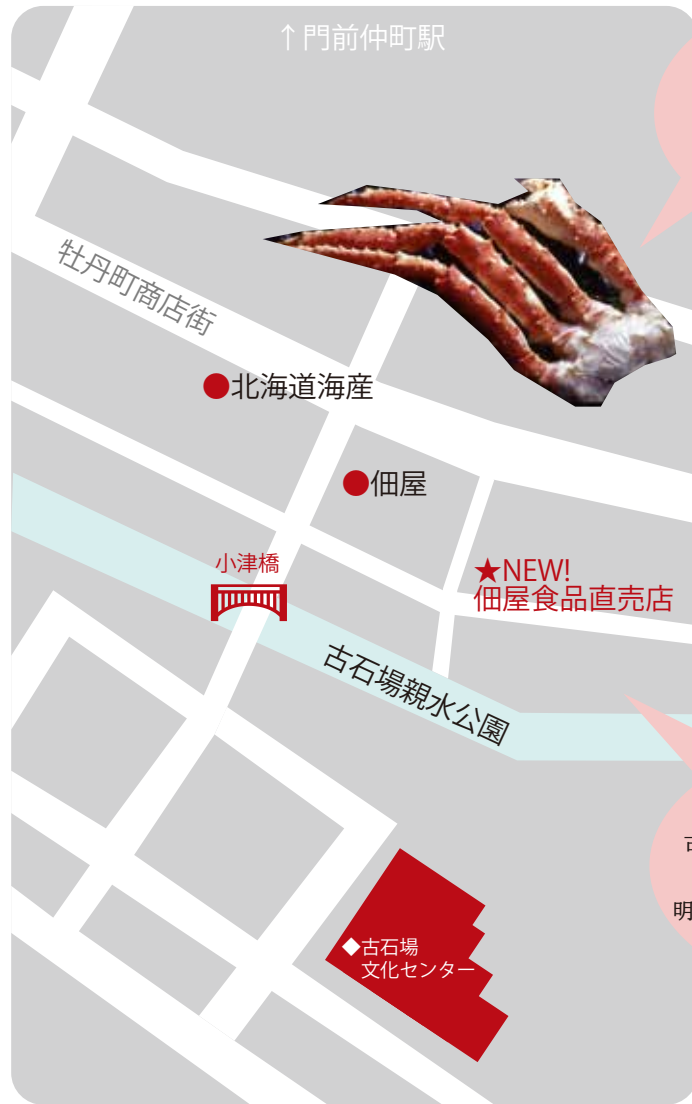 ↑門前仲町駅
牡丹町商店街
●北海道海産
●佃屋
小津橋
★NEW!
佃屋食品直売店
古石場親水公園
明
◆古石場
文化センター